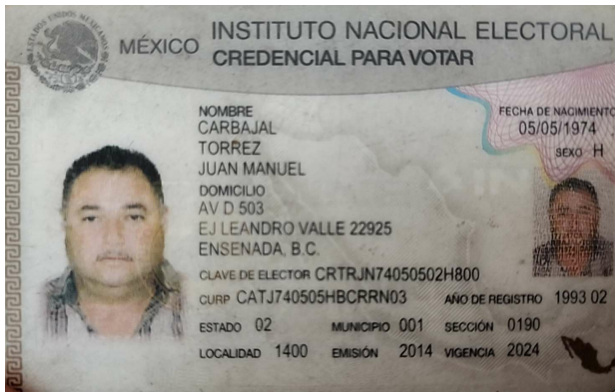 MÉXICO
INSTITUTO NACIONAL ELECTORAL
CREDENCIAL PARA VOTAR
NOMBRE
CARBAJAL
TORREZ
JUAN MANUEL
FECHA DE NACIMIENTO
05/05/1974
SEXO H
DOMICILIO
AV D 503
EJ LEANDRO VALLE 22925
ENSENADA, B.C.
CLAVE DE ELECTOR CRTRJN74050502H800
CURP CATJ740505HBCRRN03 AÑO DE REGISTRO 1993 02
ESTADO 02 MUNICIPIO 001 SECCIÓN 0190
LOCALIDAD 1400 EMISIÓN 2014 VIGENCIA 2024